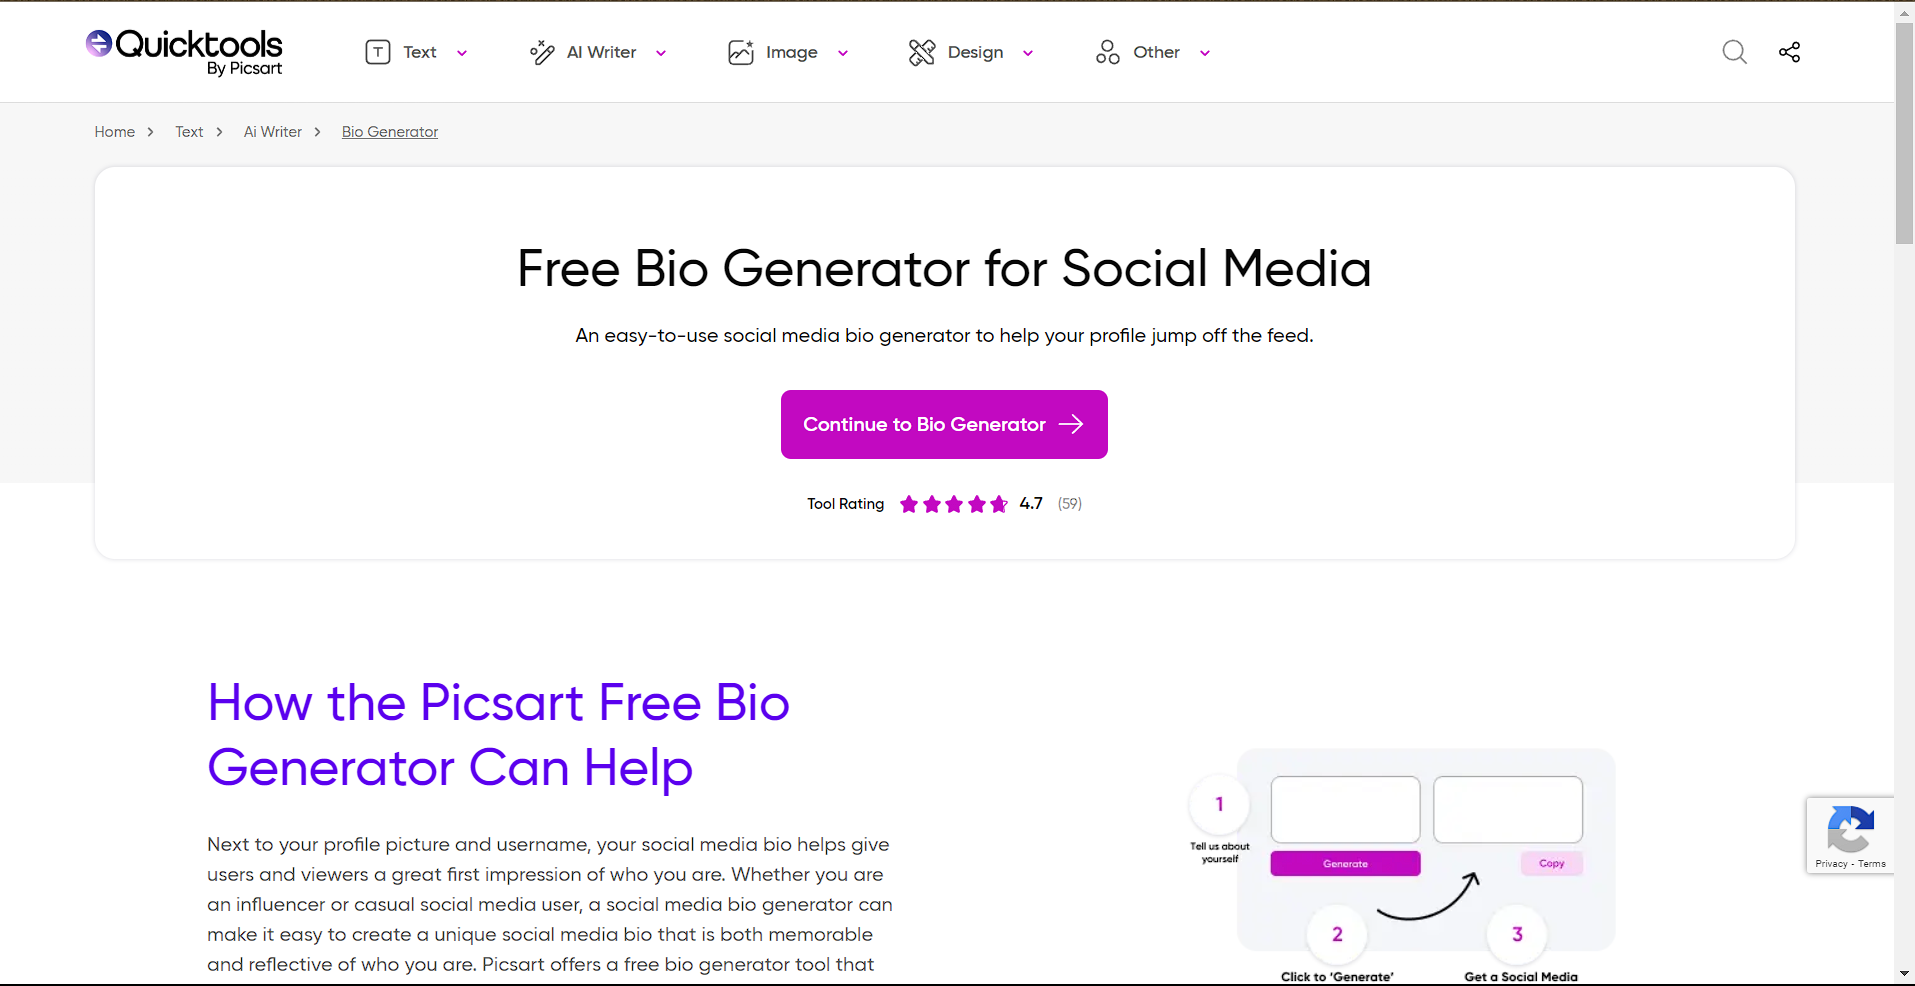 Quicktools
By Picsart
T Text
AI Writer
Image
Design
Other
Home > Text > Ai Writer > Bio Generator
Free Bio Generator for Social Media
An easy-to-use social media bio generator to help your profile jump off the feed.
Continue to Bio Generator →
Tool Rating 4.7 (59)
How the Picsart Free Bio
Generator Can Help
Next to your profile picture and username, your social media bio helps give
users and viewers a great first impression of who you are. Whether you are
an influencer or casual social media user, a social media bio generator can
make it easy to create a unique social media bio that is both memorable
and reflective of who you are. Picsart offers a free bio generator tool that
1
Tell us about
yourself
Generate
Copy
2
Click to ‘Generate’
3
Get a Social Media
Privacy - Terms